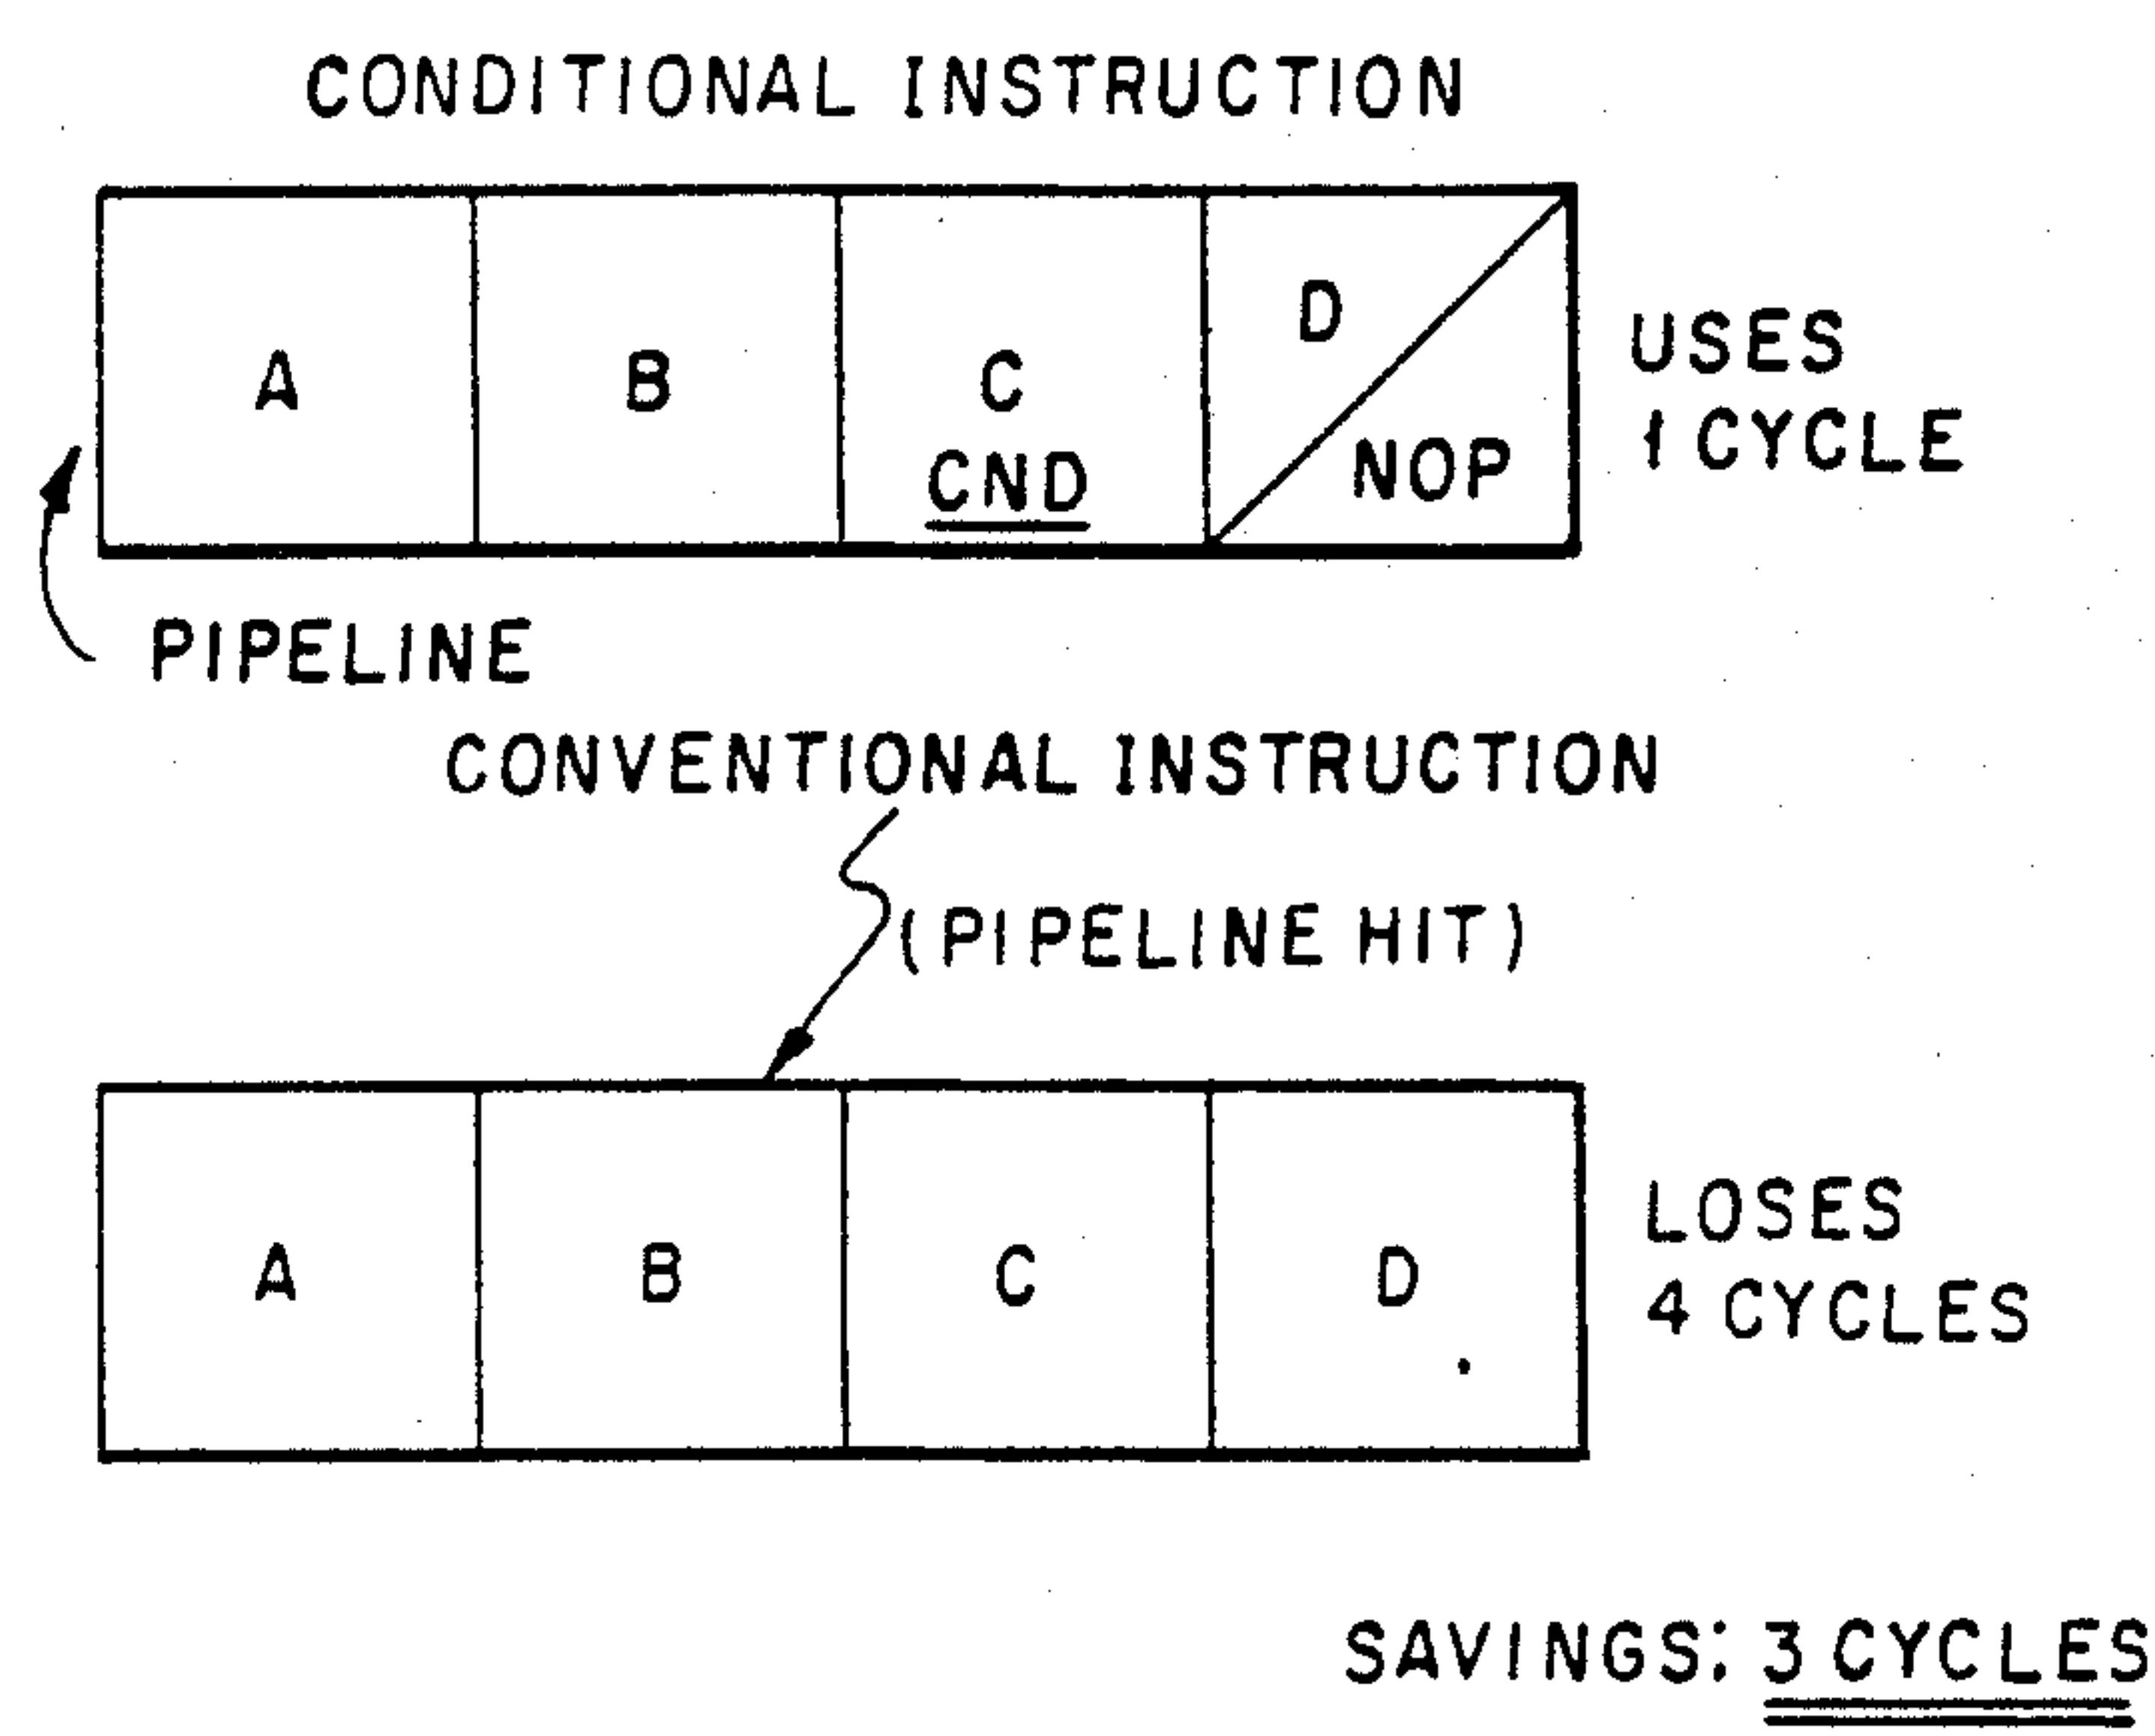 CONDITIONAL INSTRUCTION
A B C D
CND NOP
USES
1 CYCLE
PIPELINE
CONVENTIONAL INSTRUCTION
(PIPELINE HIT)
A B C D
LOSES
4 CYCLES
SAVINGS: 3 CYCLES